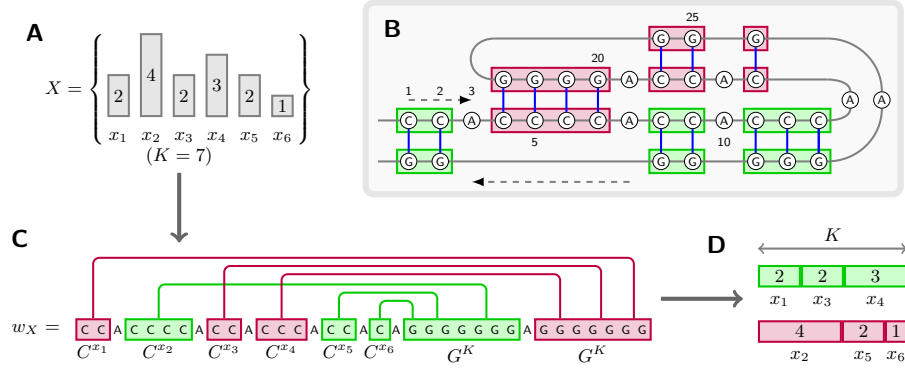 A
X = { 2 4 2 3 2 1 }
x₁ x₂ x₃ x₄ x₅ x₆
(K = 7)
B
25
G G G
20
G G G G A C C A C
1 2 3
A A
C C A C C C C A C C A C C C
5 10
G G G G G G G
C
w_X = C C A C C C C A C C A C C C A C C A C A G G G G G G G A G G G G G G G
C^{x₁} C^{x₂} C^{x₃} C^{x₄} C^{x₅} C^{x₆} G^K G^K
D
K
2 2 3
x₁ x₃ x₄
4 2 1
x₂ x₅ x₆